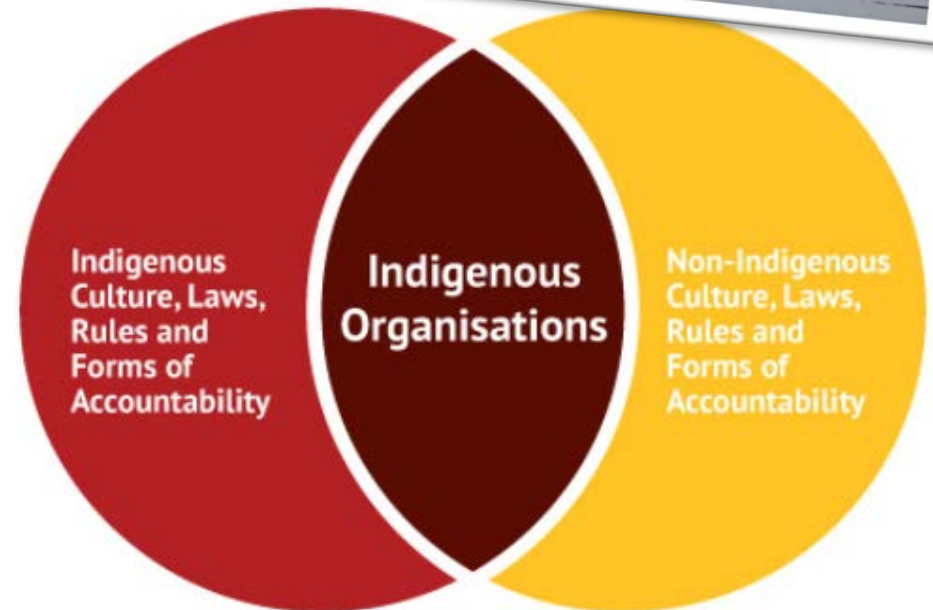 Indigenous
Culture, Laws,
Rules and
Forms of
Accountability
Indigenous
Organisations
Non-Indigenous
Culture, Laws,
Rules and
Forms of
Accountability